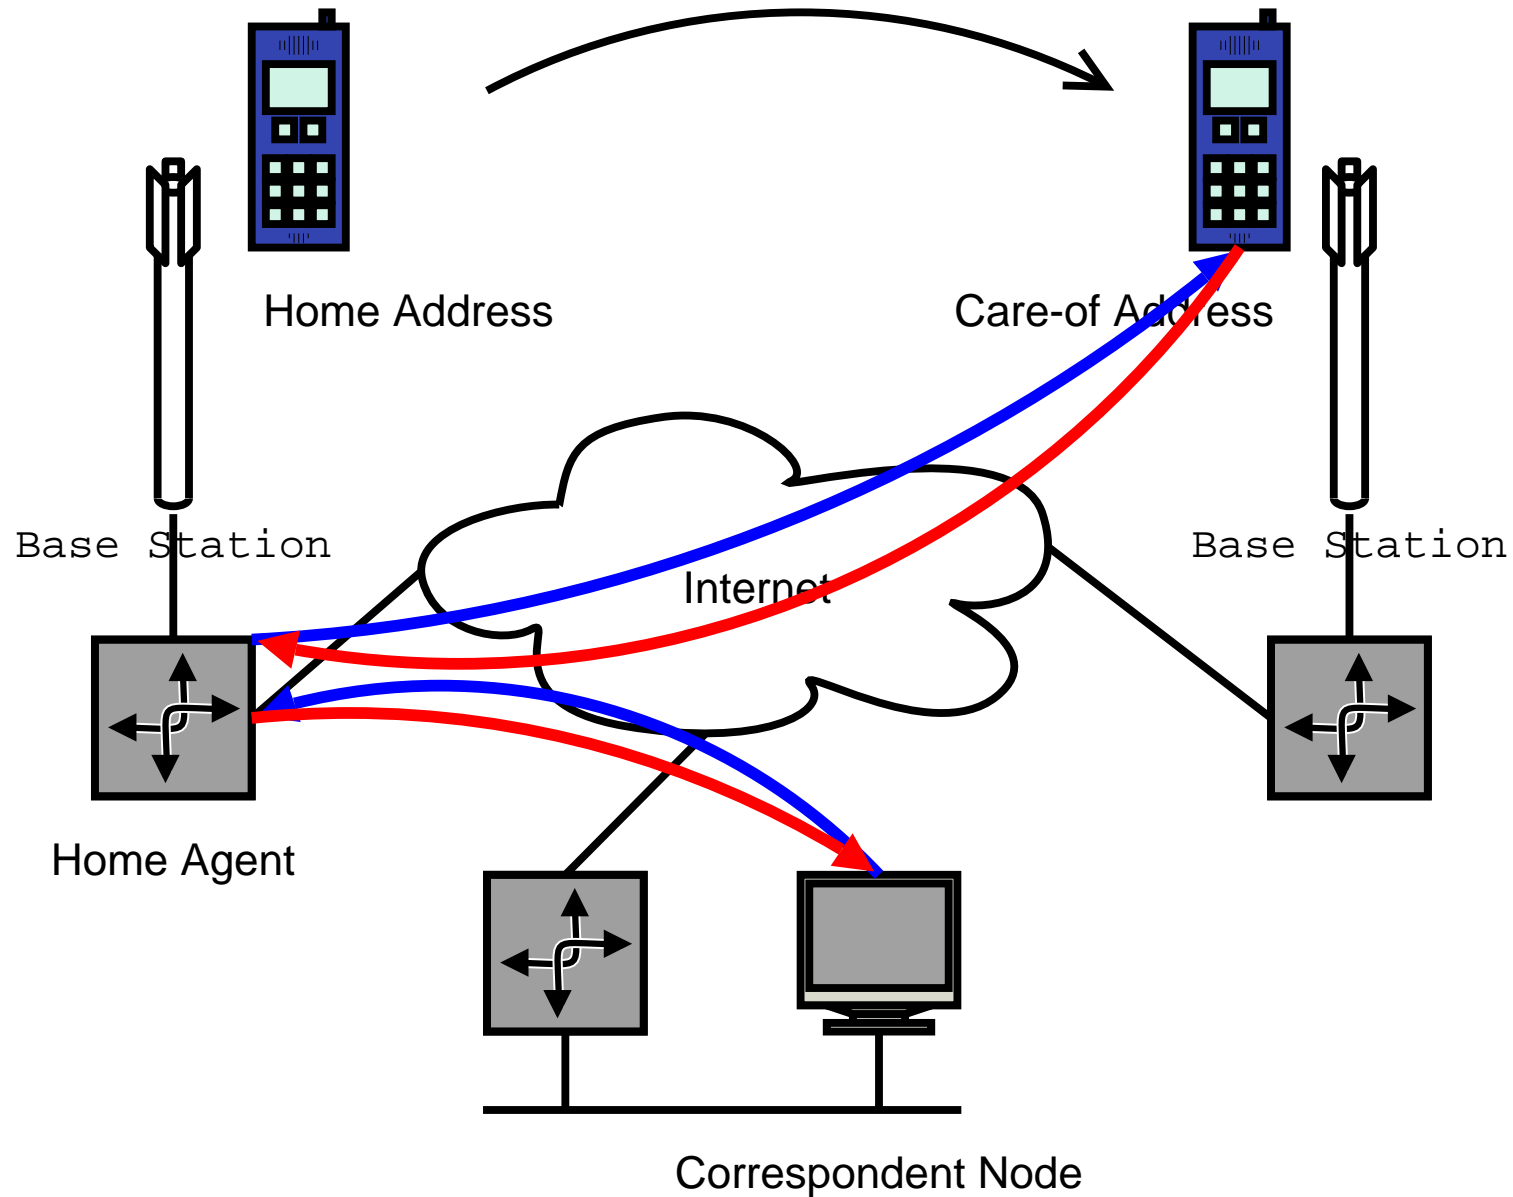 Home Address
Care-of Address
Base Station
Internet
Base Station
Home Agent
Correspondent Node